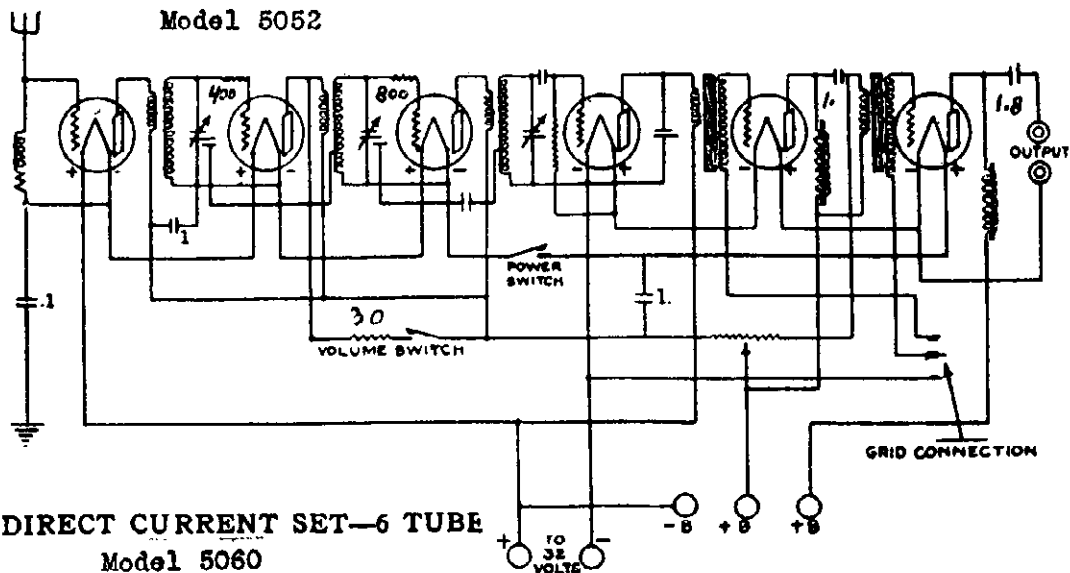 Model 5052
400
800
1.
1.8
OUTPUT
+ -
+ -
+ -
- +
- +
- +
1
.1
POWER
SWITCH
1.
30
VOLUME SWITCH
GRID CONNECTION
-B +B +B
DIRECT CURRENT SET—6 TUBE
Model 5060
+ TO -
32
VOLTS